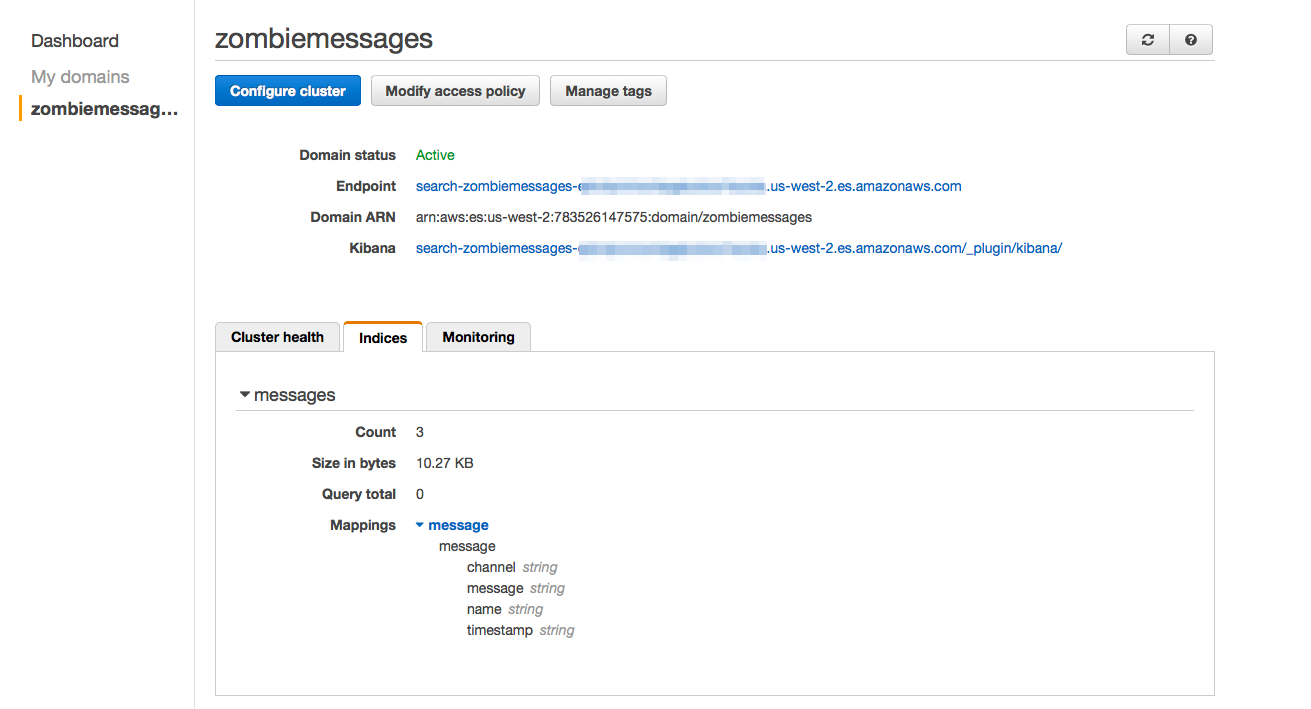 Dashboard
My domains
zombiemessag...
zombiemessages
Configure cluster Modify access policy Manage tags
Domain status Active
Endpoint search-zombiemessages- .us-west-2.es.amazonaws.com
Domain ARN arn:aws:es:us-west-2:783526147575:domain/zombiemessages
Kibana search-zombiemessages- .us-west-2.es.amazonaws.com/_plugin/kibana/
Cluster health Indices Monitoring
messages
Count 3
Size in bytes 10.27 KB
Query total 0
Mappings message
message
channel string
message string
name string
timestamp string